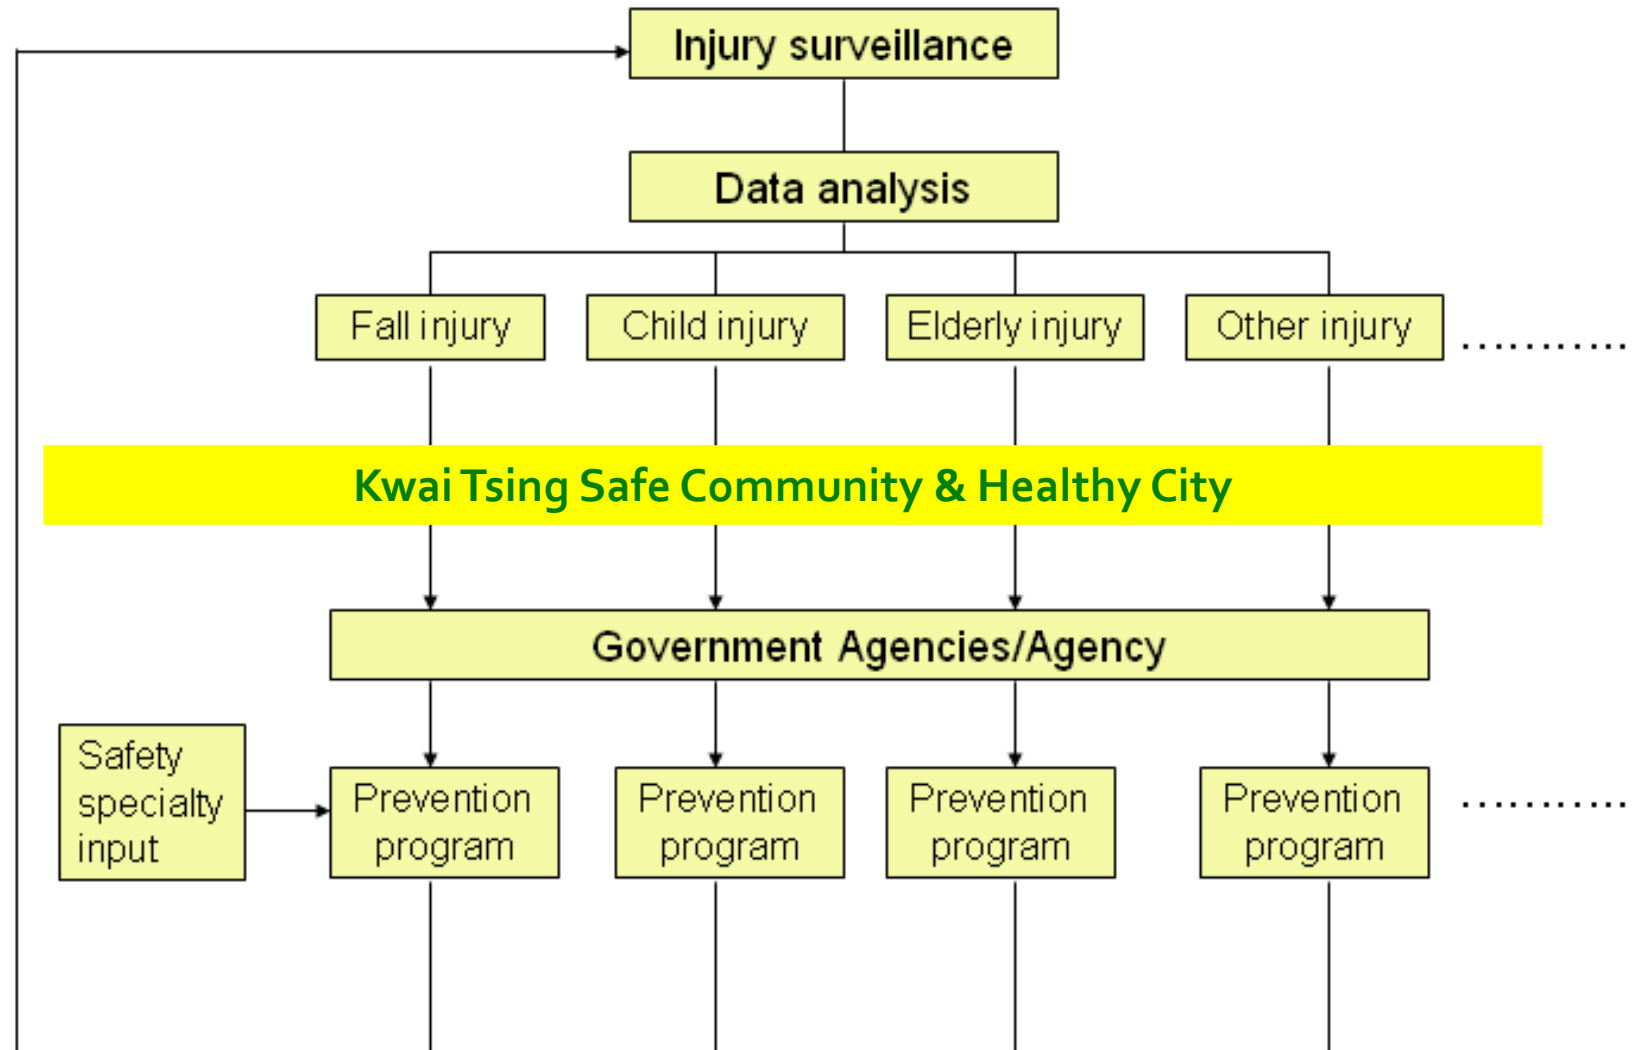 Injury surveillance
Data analysis
Fall injury
Child injury
Elderly injury
Other injury
...........
Kwai Tsing Safe Community & Healthy City
Government Agencies/Agency
Safety
specialty
input
Prevention
program
Prevention
program
Prevention
program
Prevention
program
...........